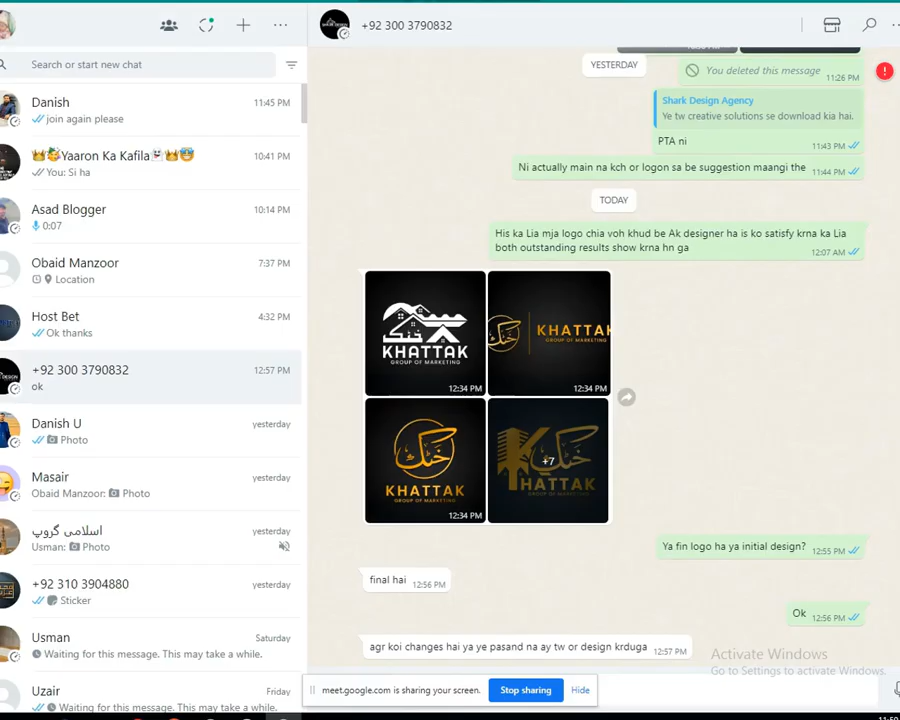 Search or start new chat
Danish
11:45 PM
join again please
Yaaron Ka Kafila
10:41 PM
You: Si ha
Asad Blogger
10:14 PM
0:07
Obaid Manzoor
7:37 PM
Location
Host Bet
4:32 PM
Ok thanks
+92 300 3790832
12:57 PM
ok
Danish U
yesterday
Photo
Masair
yesterday
Obaid Manzoor: Photo
اسلامی گروپ
yesterday
Usman: Photo
+92 310 3904880
yesterday
Sticker
Usman
Saturday
Waiting for this message. This may take a while.
Uzair
Friday
Waiting for this message. This may take a while.
+92 300 3790832
YESTERDAY
You deleted this message
11:26 PM
Shark Design Agency
Ye tw creative solutions se download kia hai.
PTA ni
11:43 PM
Ni actually main na kch or logon sa be suggestion maangi the
11:44 PM
TODAY
His ka Lia mja logo chia voh khud be Ak designer ha is ko satisfy krna ka Lia
both outstanding results show krna hn ga
12:07 AM
خٹک
KHATTAK
GROUP OF MARKETING
12:34 PM
خٹک
KHATTAK
GROUP OF MARKETING
12:34 PM
خٹک
KHATTAK
GROUP OF MARKETING
12:34 PM
خٹک
KHATTAK
GROUP OF MARKETING
+7
Ya fin logo ha ya initial design?
12:55 PM
final hai
12:56 PM
Ok
12:56 PM
agr koi changes hai ya ye pasand na ay tw or design krduga
12:57 PM
Activate Windows
Go to Settings to activate Windows.
meet.google.com is sharing your screen.
Stop sharing
Hide